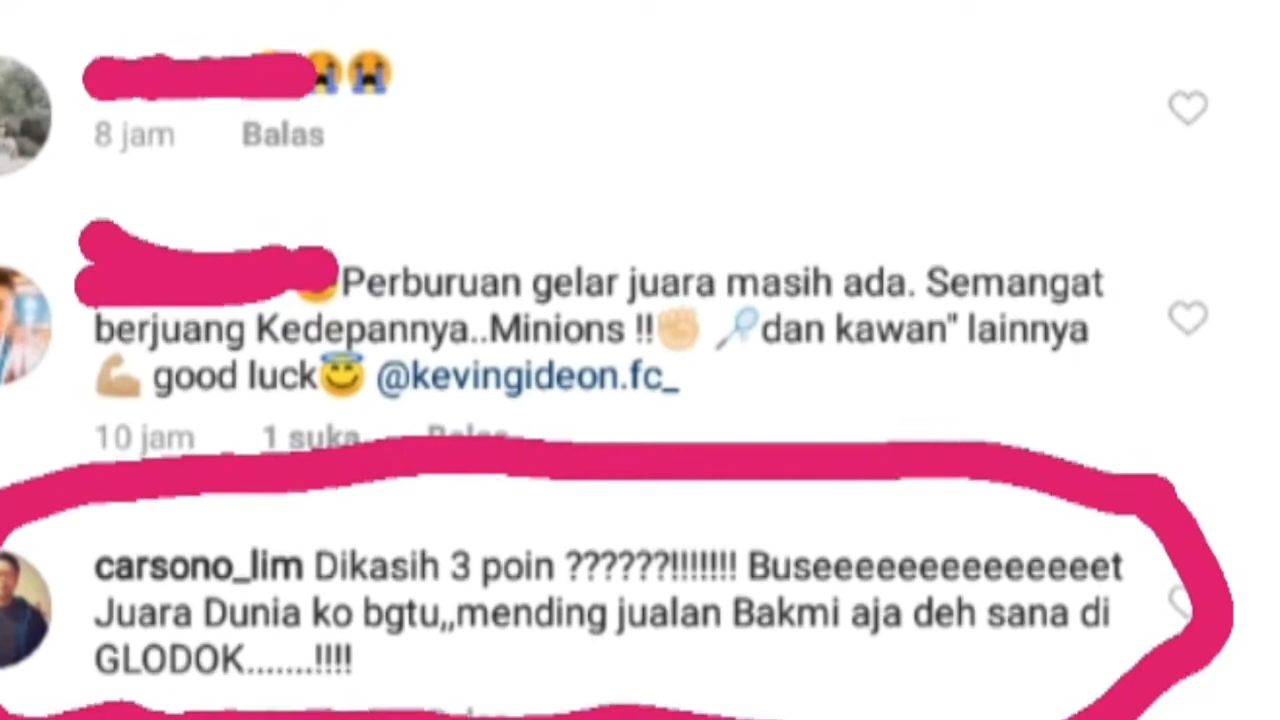 8 jam Balas
Perburuan gelar juara masih ada. Semangat
berjuang Kedepannya..Minions !! dan kawan" lainnya
good luck @kevingideon.fc_
10 jam 1 suka Balas
carsono_lim Dikasih 3 poin ??????!!!!!!! Buseeeeeeeeeeeeeeet
Juara Dunia ko bgtu,,mending jualan Bakmi aja deh sana di
GLODOK.......!!!!